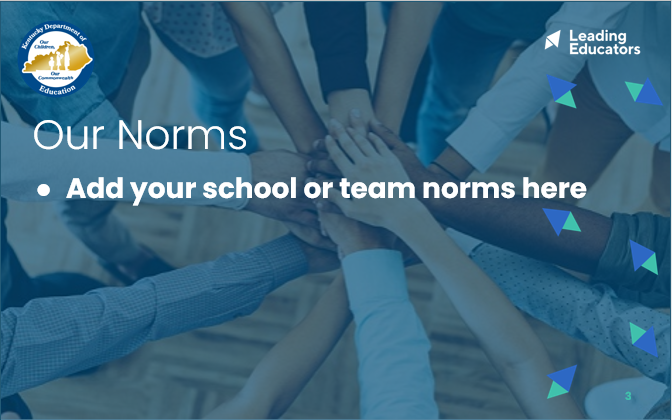 Kentucky Department of
Our
Children,
Our
Commonwealth
Education
Leading
Educators
Our Norms
● Add your school or team norms here
3